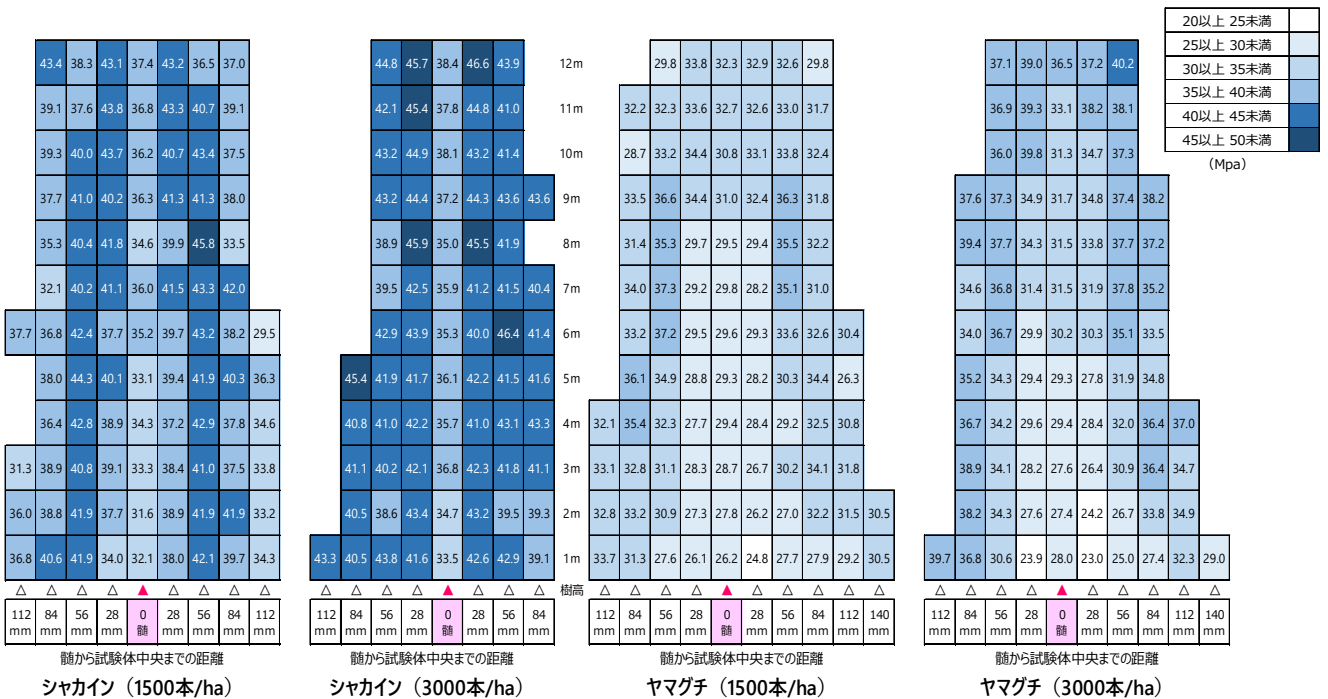 20以上 25未満
25以上 30未満
30以上 35未満
35以上 40未満
40以上 45未満
45以上 50未満
（Mpa）
43.4 38.3 43.1 37.4 43.2 36.5 37.0
39.1 37.6 43.8 36.8 43.3 40.7 39.1
39.3 40.0 43.7 36.2 40.7 43.4 37.5
37.7 41.0 40.2 36.3 41.3 41.3 38.0
35.3 40.4 41.8 34.6 39.9 45.8 33.5
32.1 40.2 41.1 36.0 41.5 43.3 42.0
37.7 36.8 42.4 37.7 35.2 39.7 43.2 38.2 29.5
38.0 44.3 40.1 33.1 39.4 41.9 40.3 36.3
36.4 42.8 38.9 34.3 37.2 42.9 37.8 34.6
31.3 38.9 40.8 39.1 33.3 38.4 41.0 37.5 33.8
36.0 38.8 41.9 37.7 31.6 38.9 41.9 41.9 33.2
36.8 40.6 41.9 34.0 32.1 38.0 42.1 39.7 34.3
△ △ △ △ ▲ △ △ △ △
112 84 56 28 0 28 56 84 112
mm mm mm mm 髄 mm mm mm mm
髄から試験体中央までの距離
シャカイン（1500本/ha）
44.8 45.7 38.4 46.6 43.9
42.1 45.4 37.8 44.8 41.0
43.2 44.9 38.1 43.2 41.4
43.2 44.4 37.2 44.3 43.6 43.6
38.9 45.9 35.0 45.5 41.9
39.5 42.5 35.9 41.2 41.5 40.4
42.9 43.9 35.3 40.0 46.4 41.4
45.4 41.9 41.7 36.1 42.2 41.5 41.6
40.8 41.0 42.2 35.7 41.0 43.1 43.3
41.1 40.2 42.1 36.8 42.3 41.8 41.1
40.5 38.6 43.4 34.7 43.2 39.5 39.3
43.3 40.5 43.8 41.6 33.5 42.6 42.9 39.1
△ △ △ △ ▲ △ △ △
112 84 56 28 0 28 56 84
mm mm mm mm 髄 mm mm mm
髄から試験体中央までの距離
シャカイン（3000本/ha）
12m
11m
10m
9m
8m
7m
6m
5m
4m
3m
2m
1m
樹高
29.8 33.8 32.3 32.9 32.6 29.8
32.2 32.3 33.6 32.7 32.6 33.0 31.7
28.7 33.2 34.4 30.8 33.1 33.8 32.4
33.5 36.6 34.4 31.0 32.4 36.3 31.8
31.4 35.3 29.7 29.5 29.4 35.5 32.2
34.0 37.3 29.2 29.8 28.2 35.1 31.0
33.2 37.2 29.5 29.6 29.3 33.6 32.6 30.4
36.1 34.9 28.8 29.3 28.2 30.3 34.4 26.3
32.1 35.4 32.3 27.7 29.4 28.4 29.2 32.5 30.8
33.1 32.8 31.1 28.3 28.7 26.7 30.2 34.1 31.8
32.8 33.2 30.9 27.3 27.8 26.2 27.0 32.2 31.5 30.5
33.7 31.3 27.6 26.1 26.2 24.8 27.7 27.9 29.2 30.5
△ △ △ △ ▲ △ △ △ △ △
112 84 56 28 0 28 56 84 112 140
mm mm mm mm 髄 mm mm mm mm mm
髄から試験体中央までの距離
ヤマグチ（1500本/ha）
37.1 39.0 36.5 37.2 40.2
36.9 39.3 33.1 38.2 38.1
36.0 39.8 31.3 34.7 37.3
37.6 37.3 34.9 31.7 34.8 37.4 38.2
39.4 37.7 34.3 31.5 33.8 37.7 37.2
34.6 36.8 31.4 31.5 31.9 37.8 35.2
34.0 36.7 29.9 30.2 30.3 35.1 33.5
35.2 34.3 29.4 29.3 27.8 31.9 34.8
36.7 34.2 29.6 29.4 28.4 32.0 36.4 37.0
38.9 34.1 28.2 27.6 26.4 30.9 36.4 34.7
38.2 34.3 27.6 27.4 24.2 26.7 33.8 34.9
39.7 36.8 30.6 23.9 28.0 23.0 25.0 27.4 32.3 29.0
△ △ △ △ ▲ △ △ △ △ △
112 84 56 28 0 28 56 84 112 140
mm mm mm mm 髄 mm mm mm mm mm
髄から試験体中央までの距離
ヤマグチ（3000本/ha）